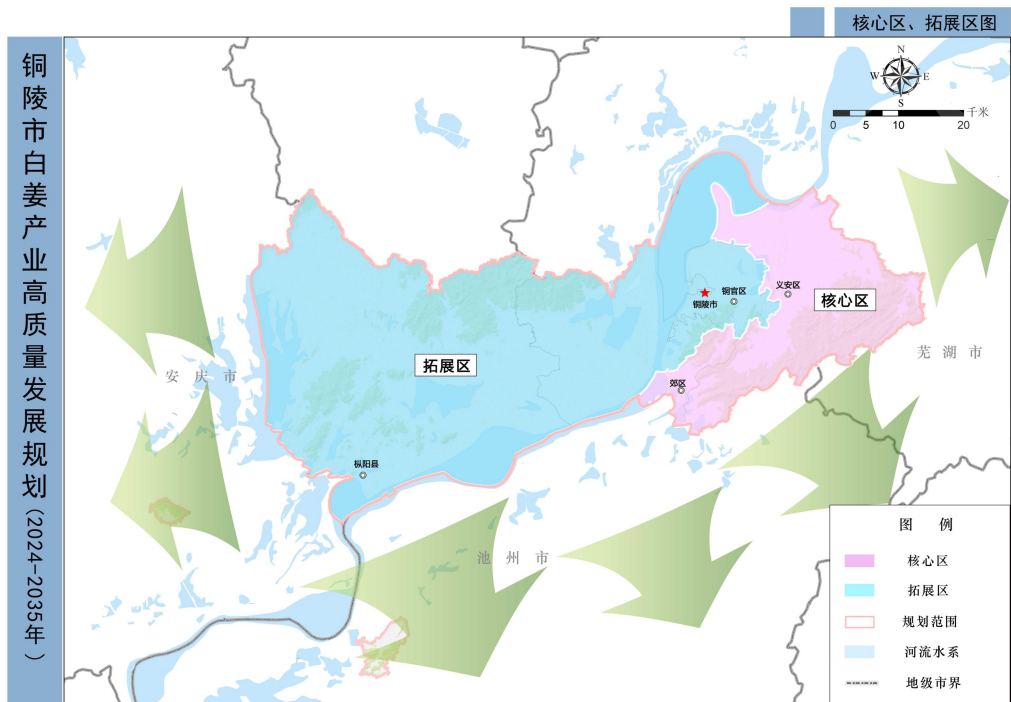 核心区、拓展区图
铜陵市白姜产业高质量发展规划(2024-2035年)
N
W
E
S
千米
0 5 10 20
铜官区
铜陵市
义安区
核心区
拓展区
芜湖市
安庆市
郊区
枞阳县
池州市
图 例
核心区
拓展区
规划范围
河流水系
地级市界